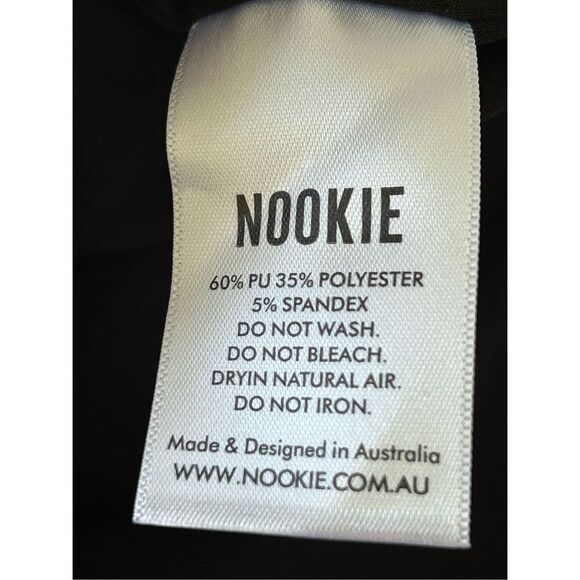 NOOKIE
60% PU 35% POLYESTER
5% SPANDEX
DO NOT WASH.
DO NOT BLEACH.
DRYIN NATURAL AIR.
DO NOT IRON.
Made & Designed in Australia
WWW.NOOKIE.COM.AU